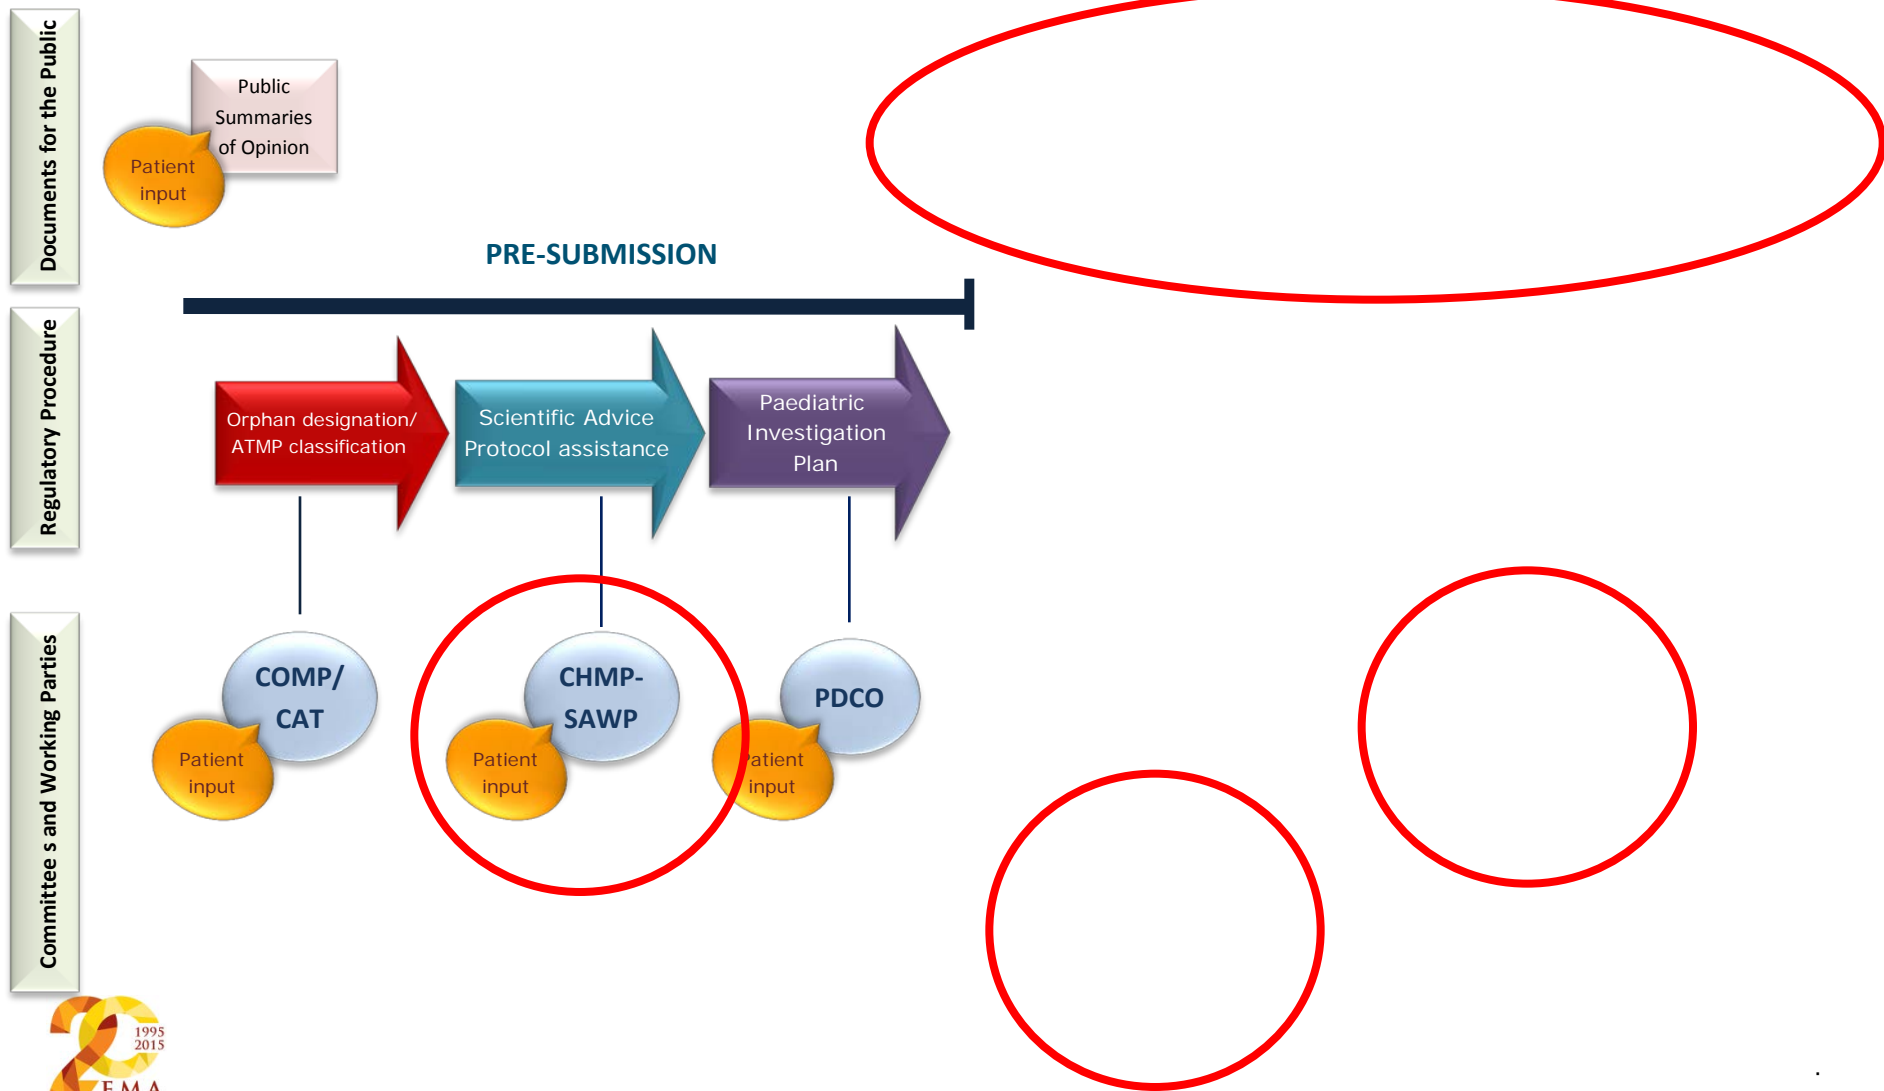 Documents for the Public
Public
Summaries
of Opinion
Patient
input
PRE-SUBMISSION
Regulatory Procedure
Orphan designation/
ATMP classification
Scientific Advice
Protocol assistance
Paediatric
Investigation
Plan
Committee s and Working Parties
COMP/
CAT
Patient
input
CHMP-
SAWP
Patient
input
PDCO
Patient
input
1995
2015
EMA
.